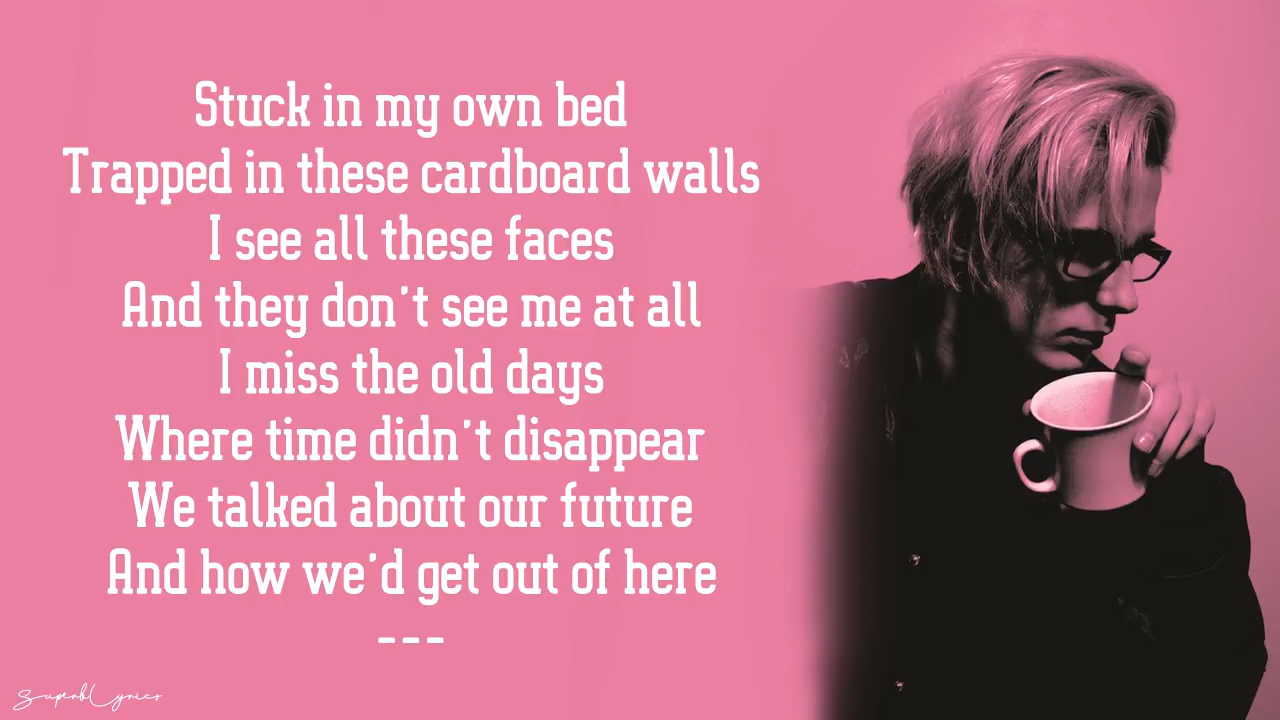 Stuck in my own bed
Trapped in these cardboard walls
I see all these faces
And they don't see me at all
I miss the old days
Where time didn't disappear
We talked about our future
And how we'd get out of here
---
SuperbLyrics